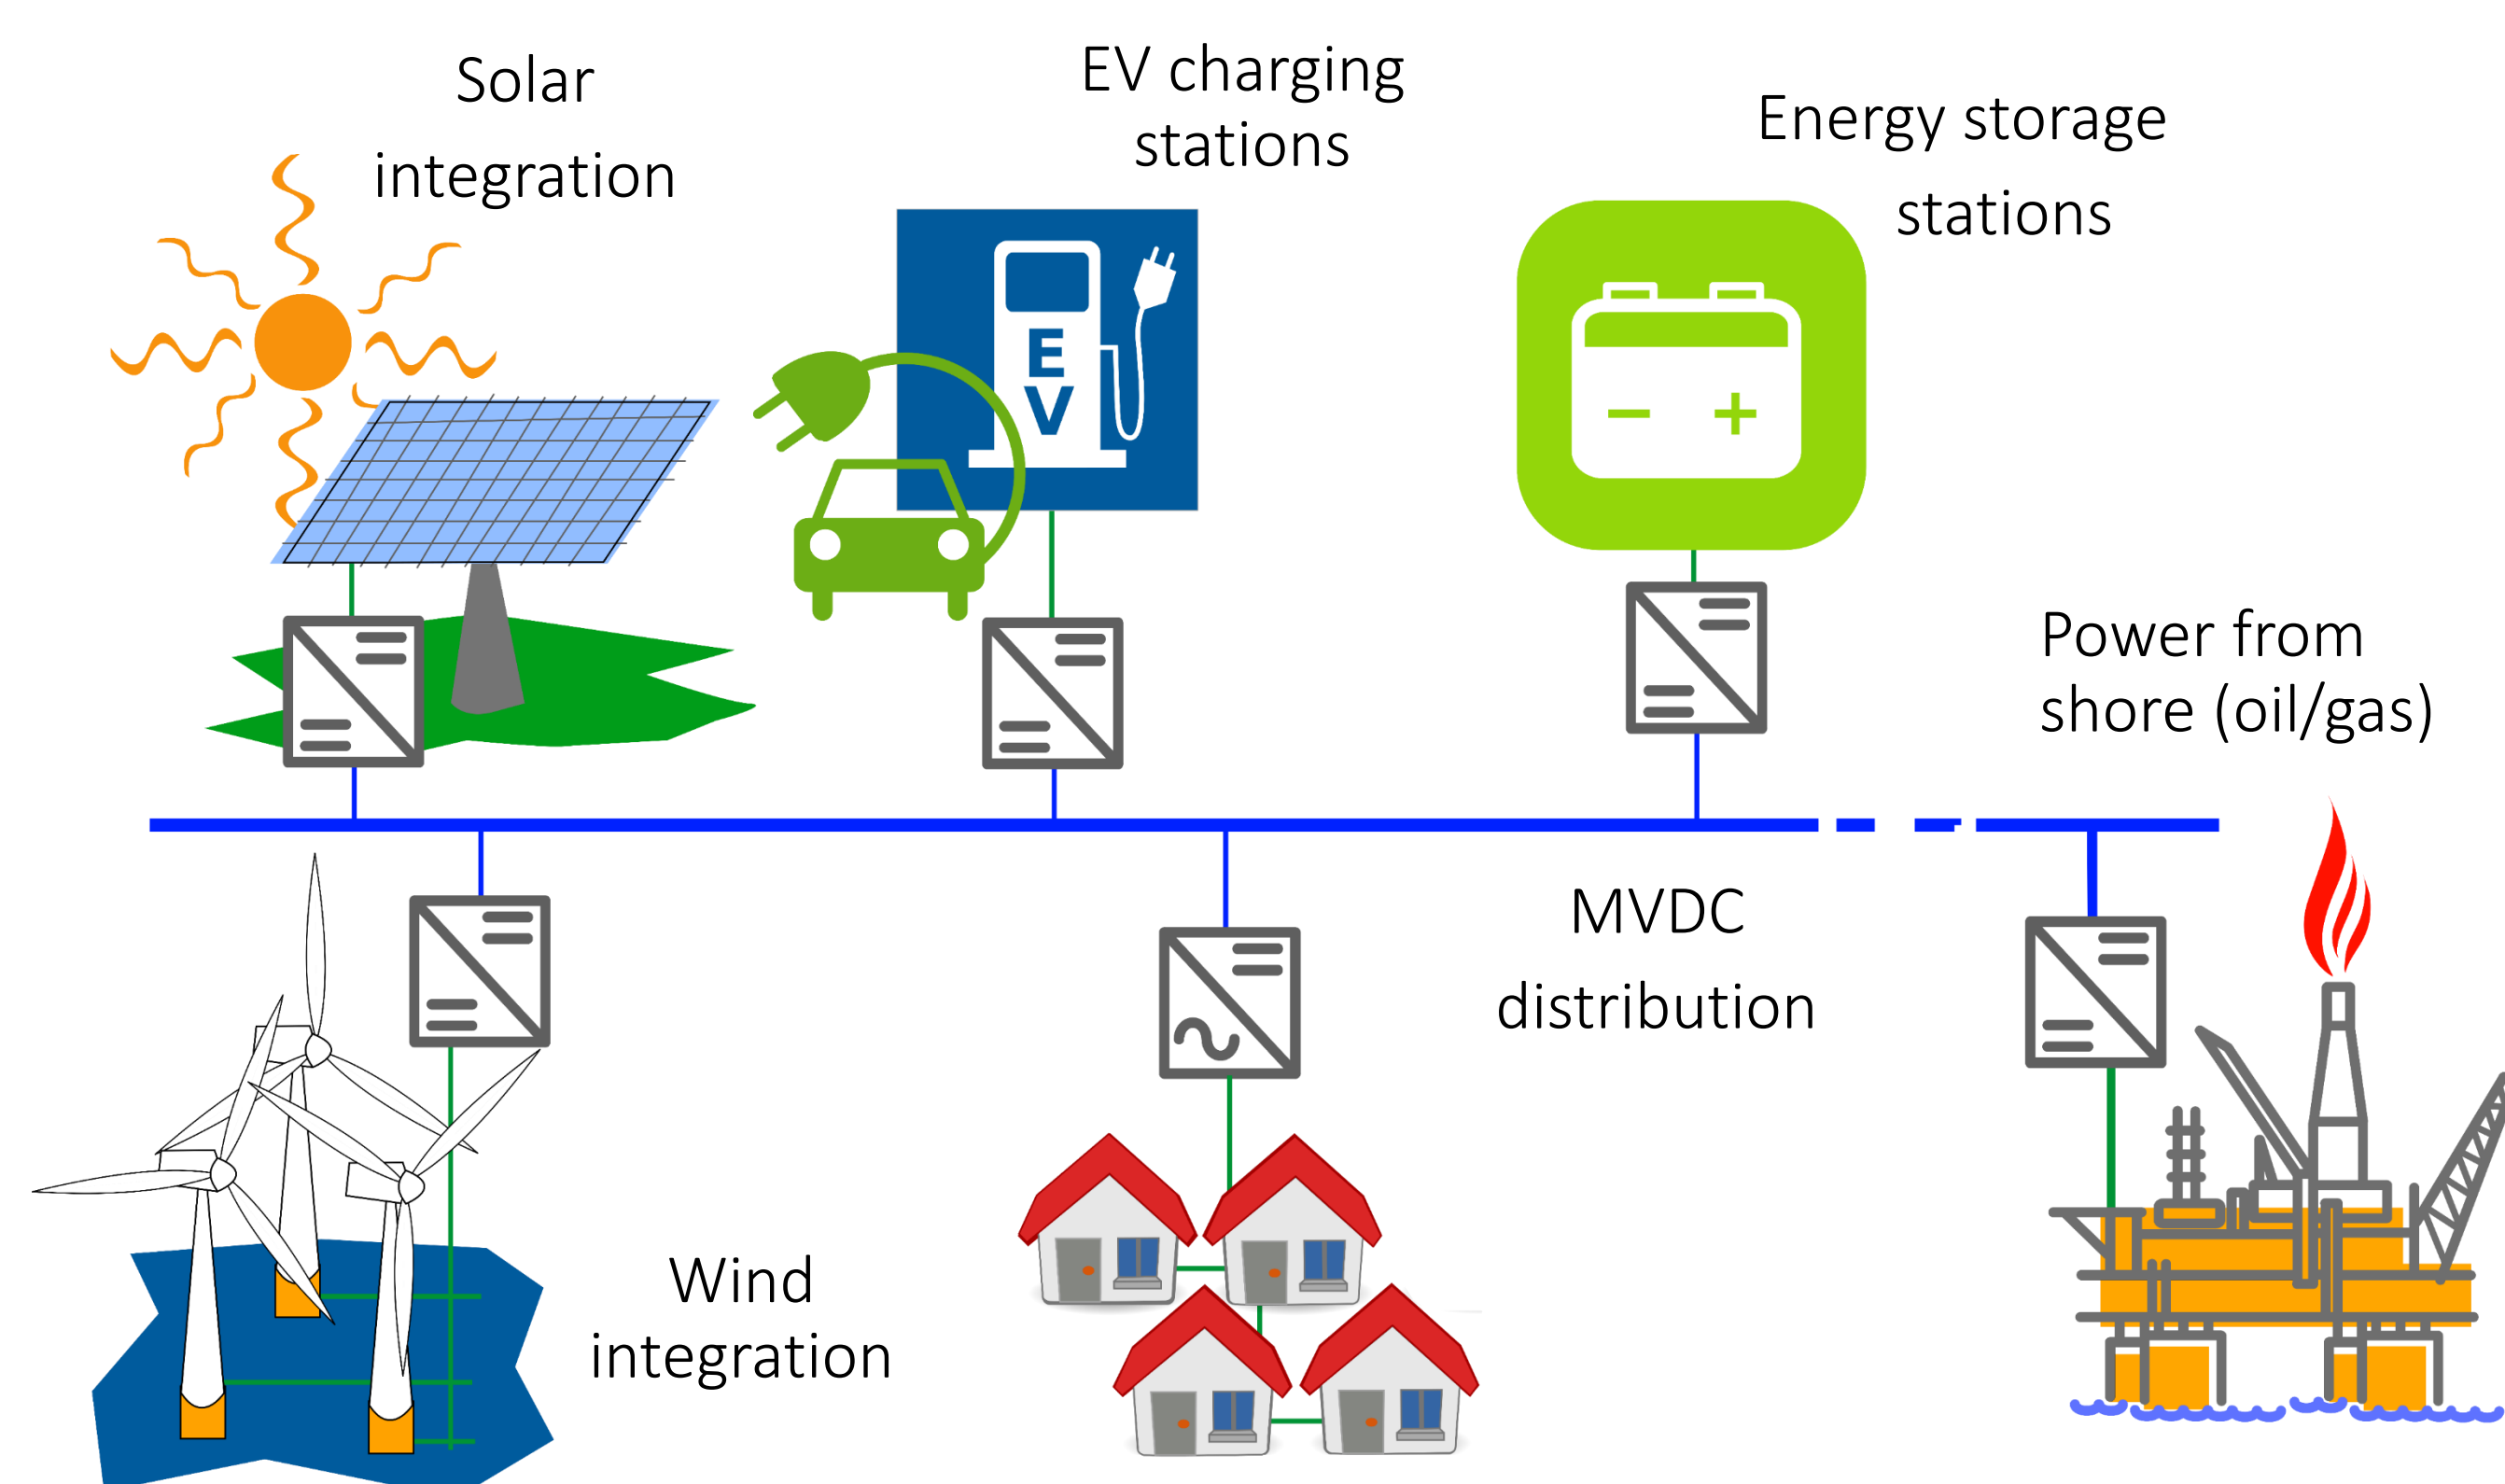 Solar
integration
EV charging
stations
Energy storage
stations
E
V
Power from
shore (oil/gas)
MVDC
distribution
Wind
integration